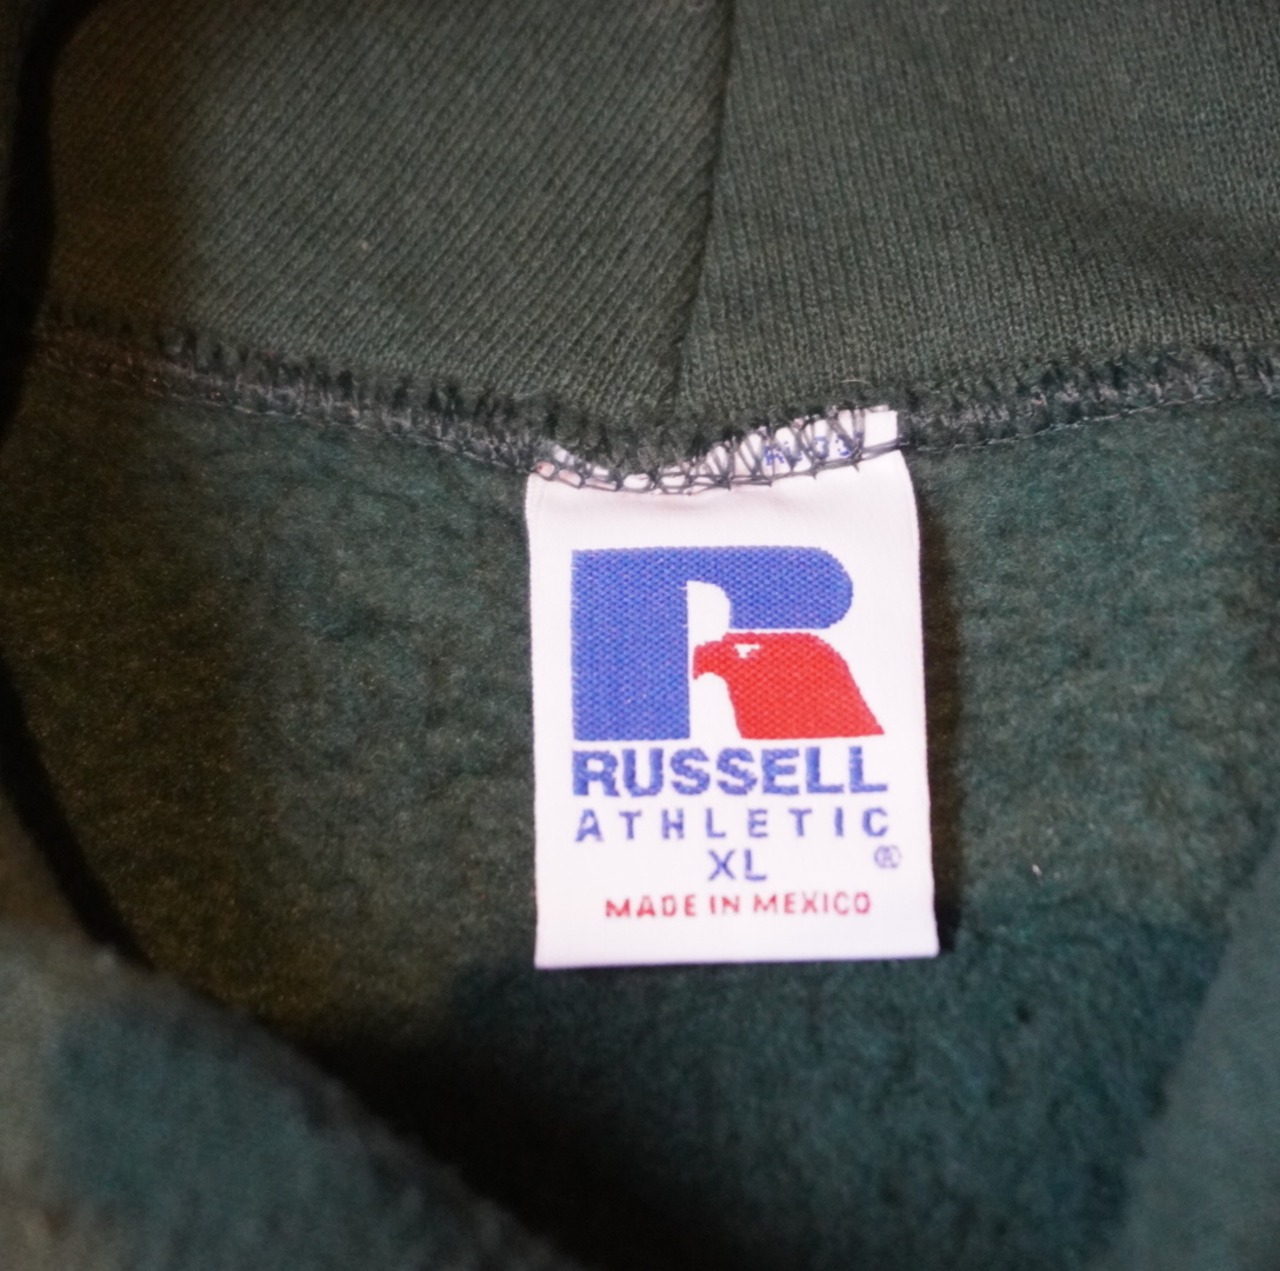 R
RUSSELL
ATHLETIC
XL ®
MADE IN MEXICO